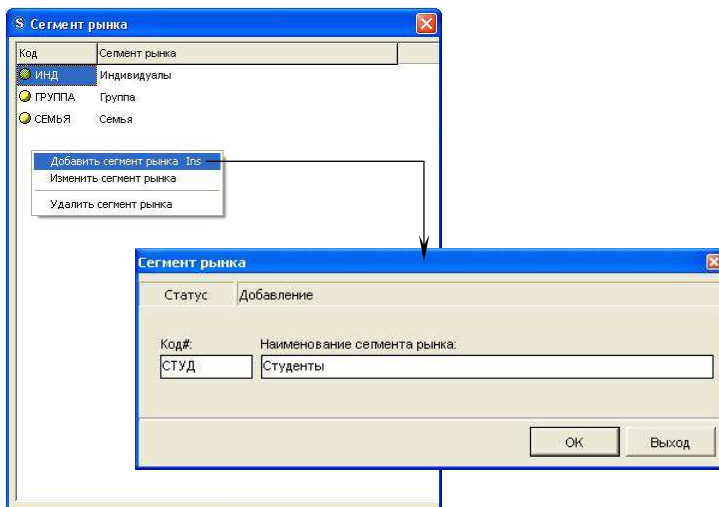 S Сегмент рынка
Код Сегмент рынка
ИНД Индивидуалы
ГРУППА Группа
СЕМЬЯ Семья
Добавить сегмент рынка Ins
Изменить сегмент рынка
Удалить сегмент рынка
Сегмент рынка
Статус Добавление
Код#: Наименование сегмента рынка:
СТУД Студенты
OK Выход